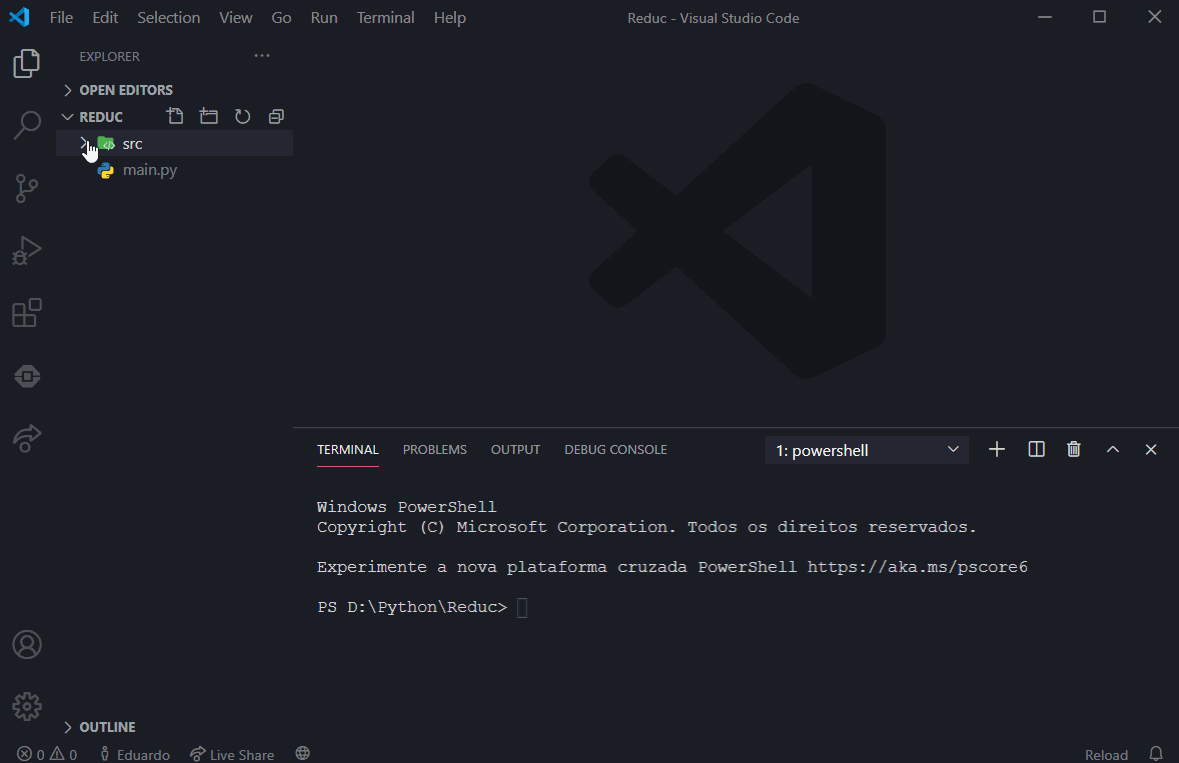 File Edit Selection View Go Run Terminal Help Reduc - Visual Studio Code
EXPLORER
OPEN EDITORS
REDUC
src
main.py
TERMINAL PROBLEMS OUTPUT DEBUG CONSOLE 1: powershell
Windows PowerShell
Copyright (C) Microsoft Corporation. Todos os direitos reservados.
Experimente a nova plataforma cruzada PowerShell https://aka.ms/pscore6
PS D:\Python\Reduc>
OUTLINE
0 0 Eduardo Live Share Reload